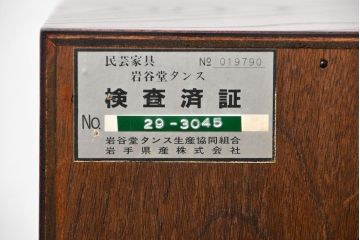 民芸家具 № 019790
岩谷堂タンス
検査済証
No. 29-3045
岩谷堂タンス生産協同組合
岩手県産株式会社